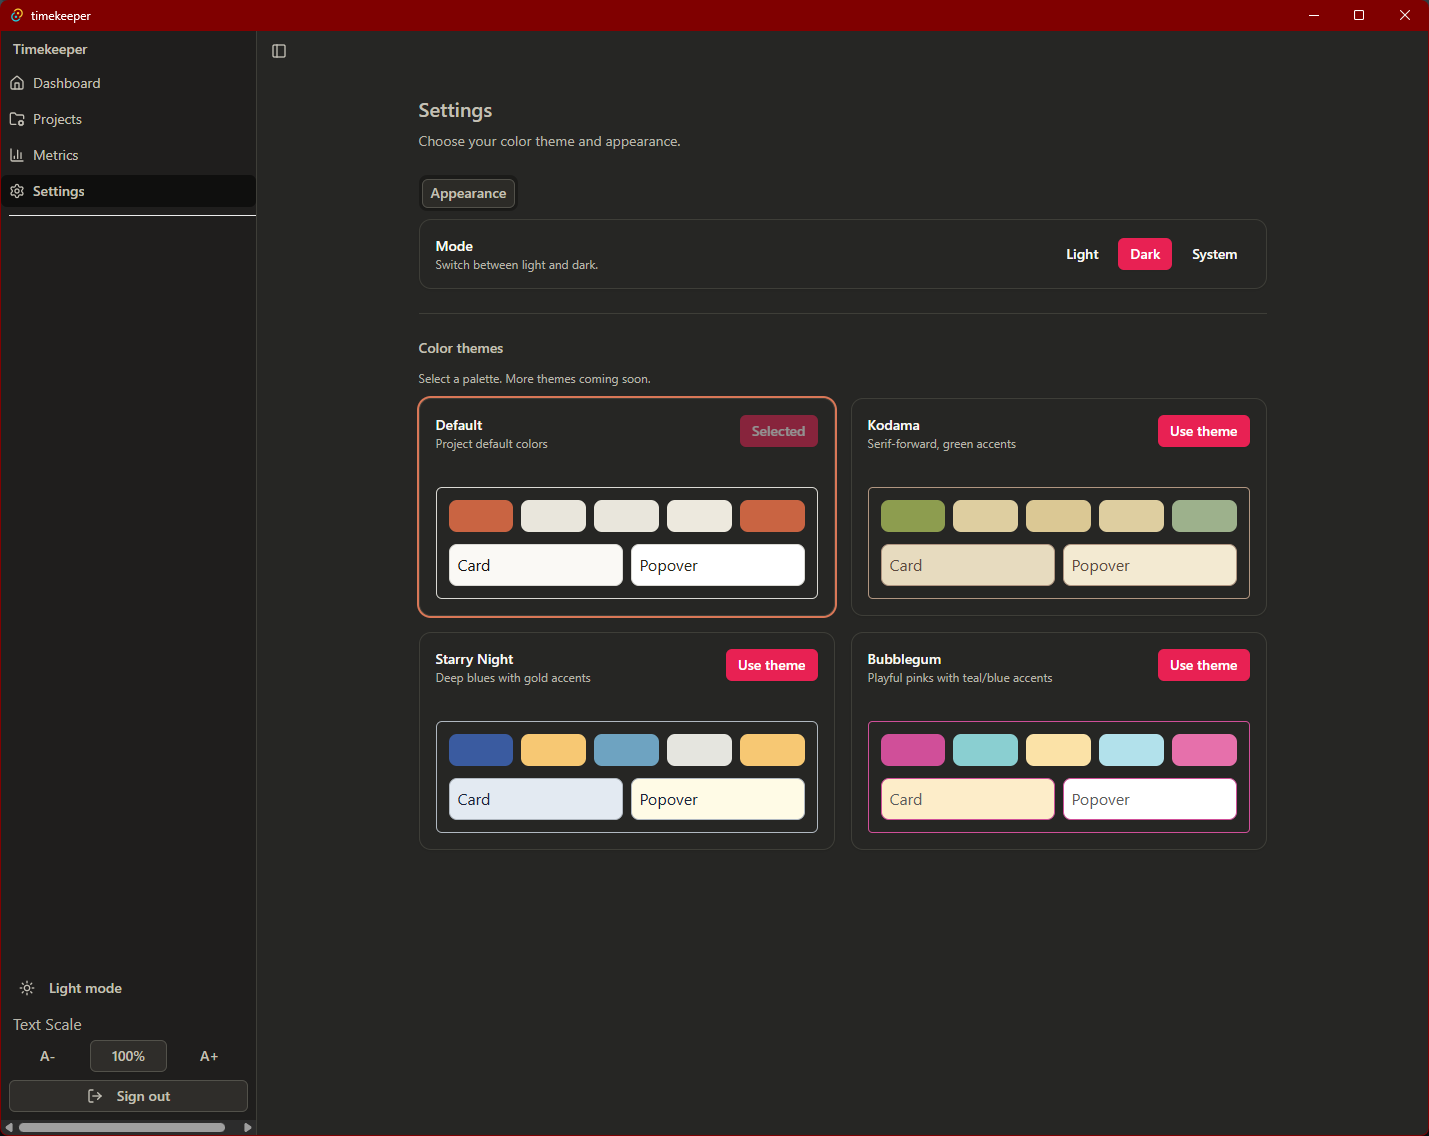 timekeeper
Timekeeper
Dashboard
Projects
Metrics
Settings
Light mode
Text Scale
A- 100% A+
Sign out
Settings
Choose your color theme and appearance.
Appearance
Mode
Switch between light and dark.
Light Dark System
Color themes
Select a palette. More themes coming soon.
Default
Project default colors
Selected
Card Popover
Kodama
Serif-forward, green accents
Use theme
Card Popover
Starry Night
Deep blues with gold accents
Use theme
Card Popover
Bubblegum
Playful pinks with teal/blue accents
Use theme
Card Popover